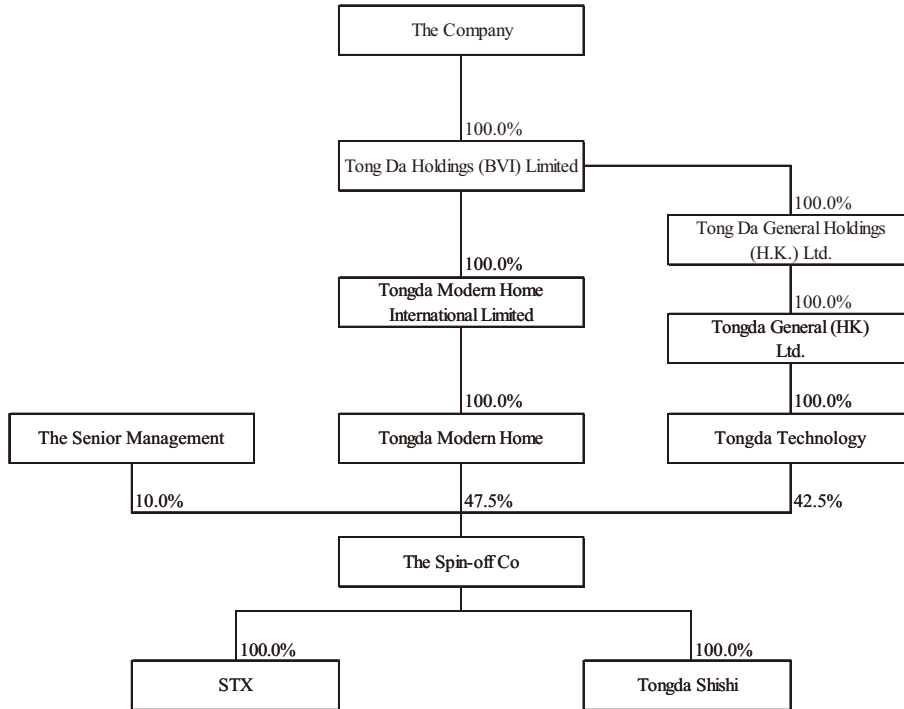 The Company
100.0%
Tong Da Holdings (BVI) Limited
100.0%
Tong Da General Holdings
(H.K.) Ltd.
100.0%
Tongda Modern Home
International Limited
100.0%
Tongda General (HK)
Ltd.
100.0%
100.0%
The Senior Management
Tongda Modern Home
Tongda Technology
10.0%
47.5%
42.5%
The Spin-off Co
100.0%
100.0%
STX
Tongda Shishi